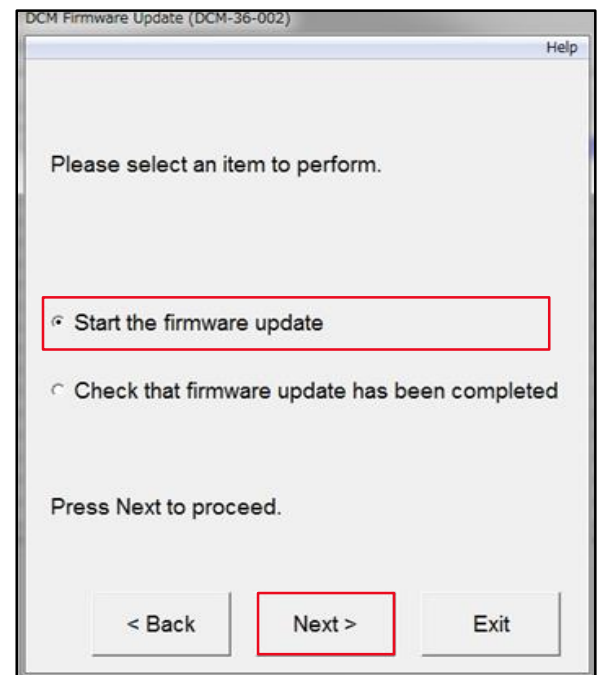 DCM Firmware Update (DCM-36-002)
Help
Please select an item to perform.
Start the firmware update
Check that firmware update has been completed
Press Next to proceed.
< Back Next > Exit